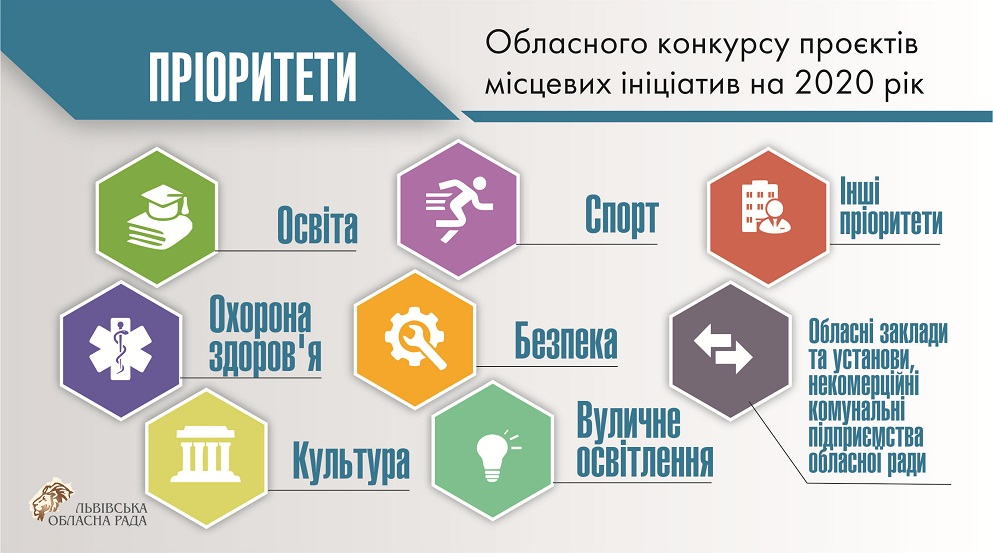 ПРІОРИТЕТИ
Обласного конкурсу проєктів
місцевих ініціатив на 2020 рік
Освіта
Спорт
Інші
пріоритети
Охорона
здоров'я
Безпека
Обласні заклади
та установи,
некомерційні
комунальні
підприємства
обласної ради
Культура
Вуличне
освітлення
ЛЬВІВСЬКА
ОБЛАСНА РАДА